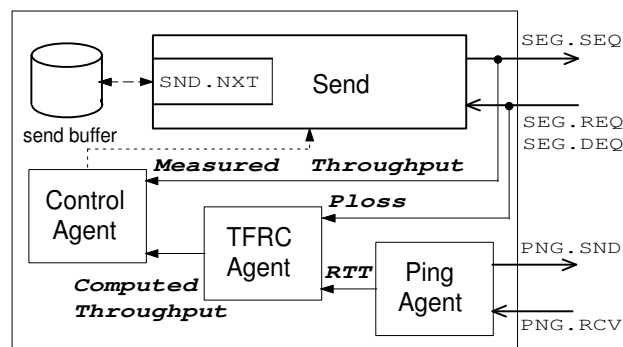 SEG.SEQ
SND.NXT
Send
send buffer
SEG.REQ
SEG.DEQ
Measured Throughput
Control
Agent
Ploss
TFRC
Agent
PNG.SND
RTT
Ping
Agent
Computed
Throughput
PNG.RCV